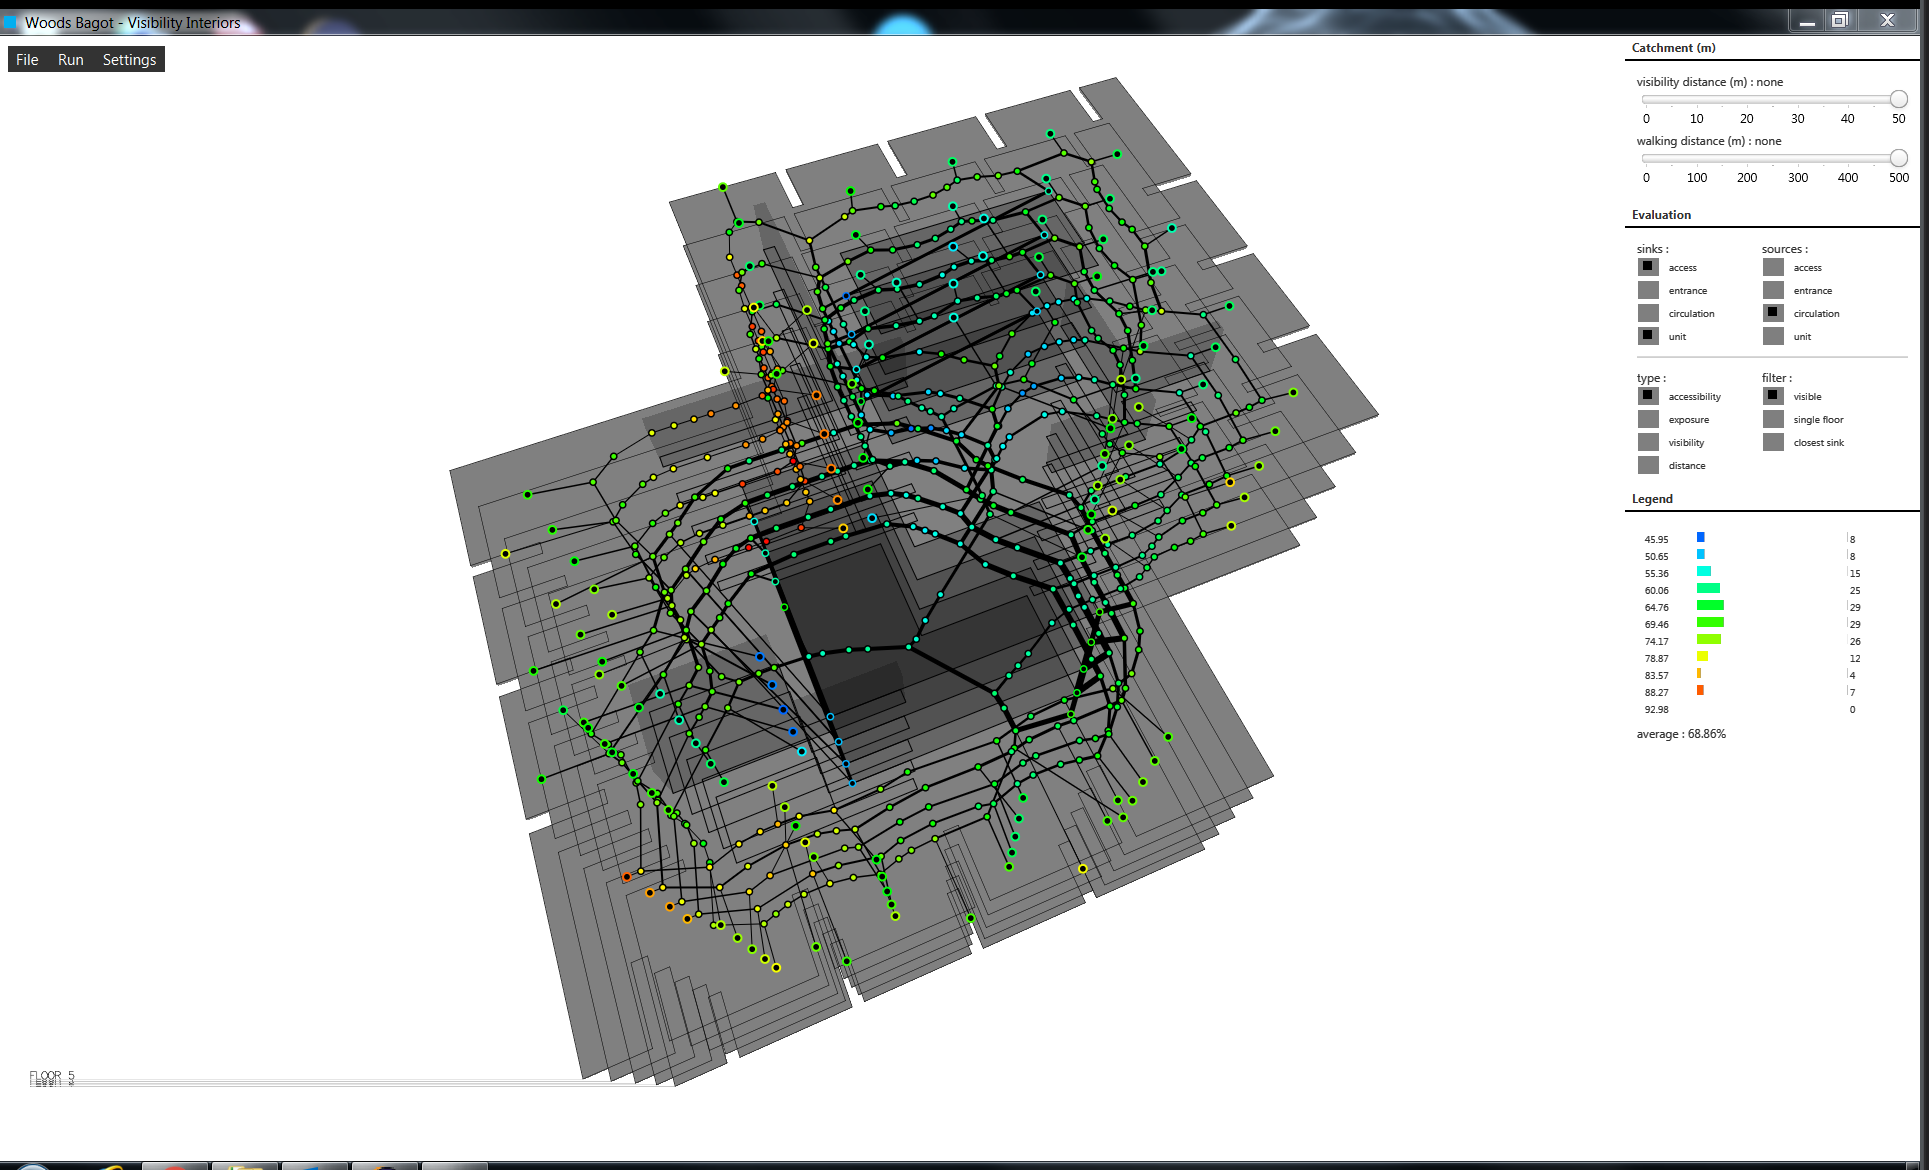 Woods Bagot - Visibility Interiors
File Run Settings
Catchment (m)
visibility distance (m) : none
0 10 20 30 40 50
walking distance (m) : none
0 100 200 300 400 500
Evaluation
sinks : sources :
access access
entrance entrance
circulation circulation
unit unit
type : filter :
accessibility visible
exposure single floor
visibility closest sink
distance
Legend
45.95 8
50.65 8
55.36 15
60.06 25
64.76 29
69.46 29
74.17 26
78.87 12
83.57 4
88.27 7
92.98 0
average : 68.86%
FLOOR 5